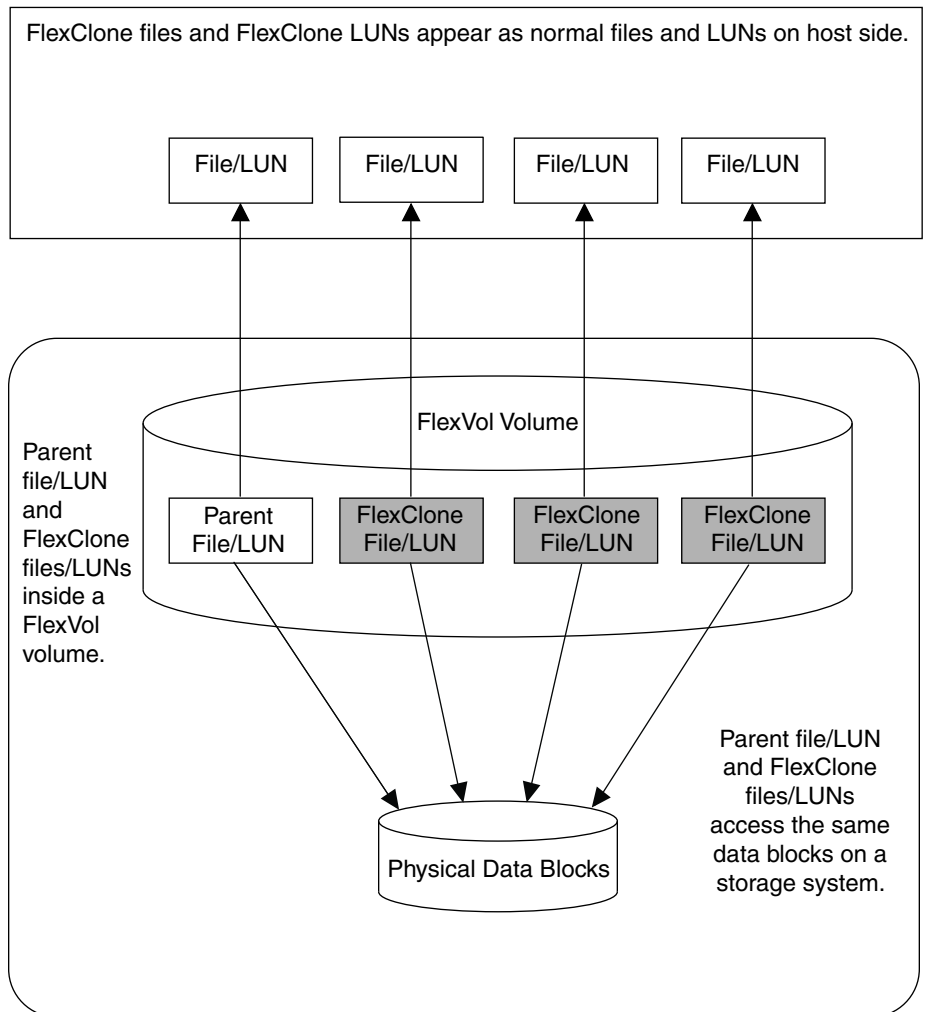 FlexClone files and FlexClone LUNs appear as normal files and LUNs on host side.
File/LUN
File/LUN
File/LUN
File/LUN
FlexVol Volume
Parent
file/LUN
and
FlexClone
files/LUNs
inside a
FlexVol
volume.
Parent
File/LUN
FlexClone
File/LUN
FlexClone
File/LUN
FlexClone
File/LUN
Physical Data Blocks
Parent file/LUN
and FlexClone
files/LUNs
access the same
data blocks on a
storage system.